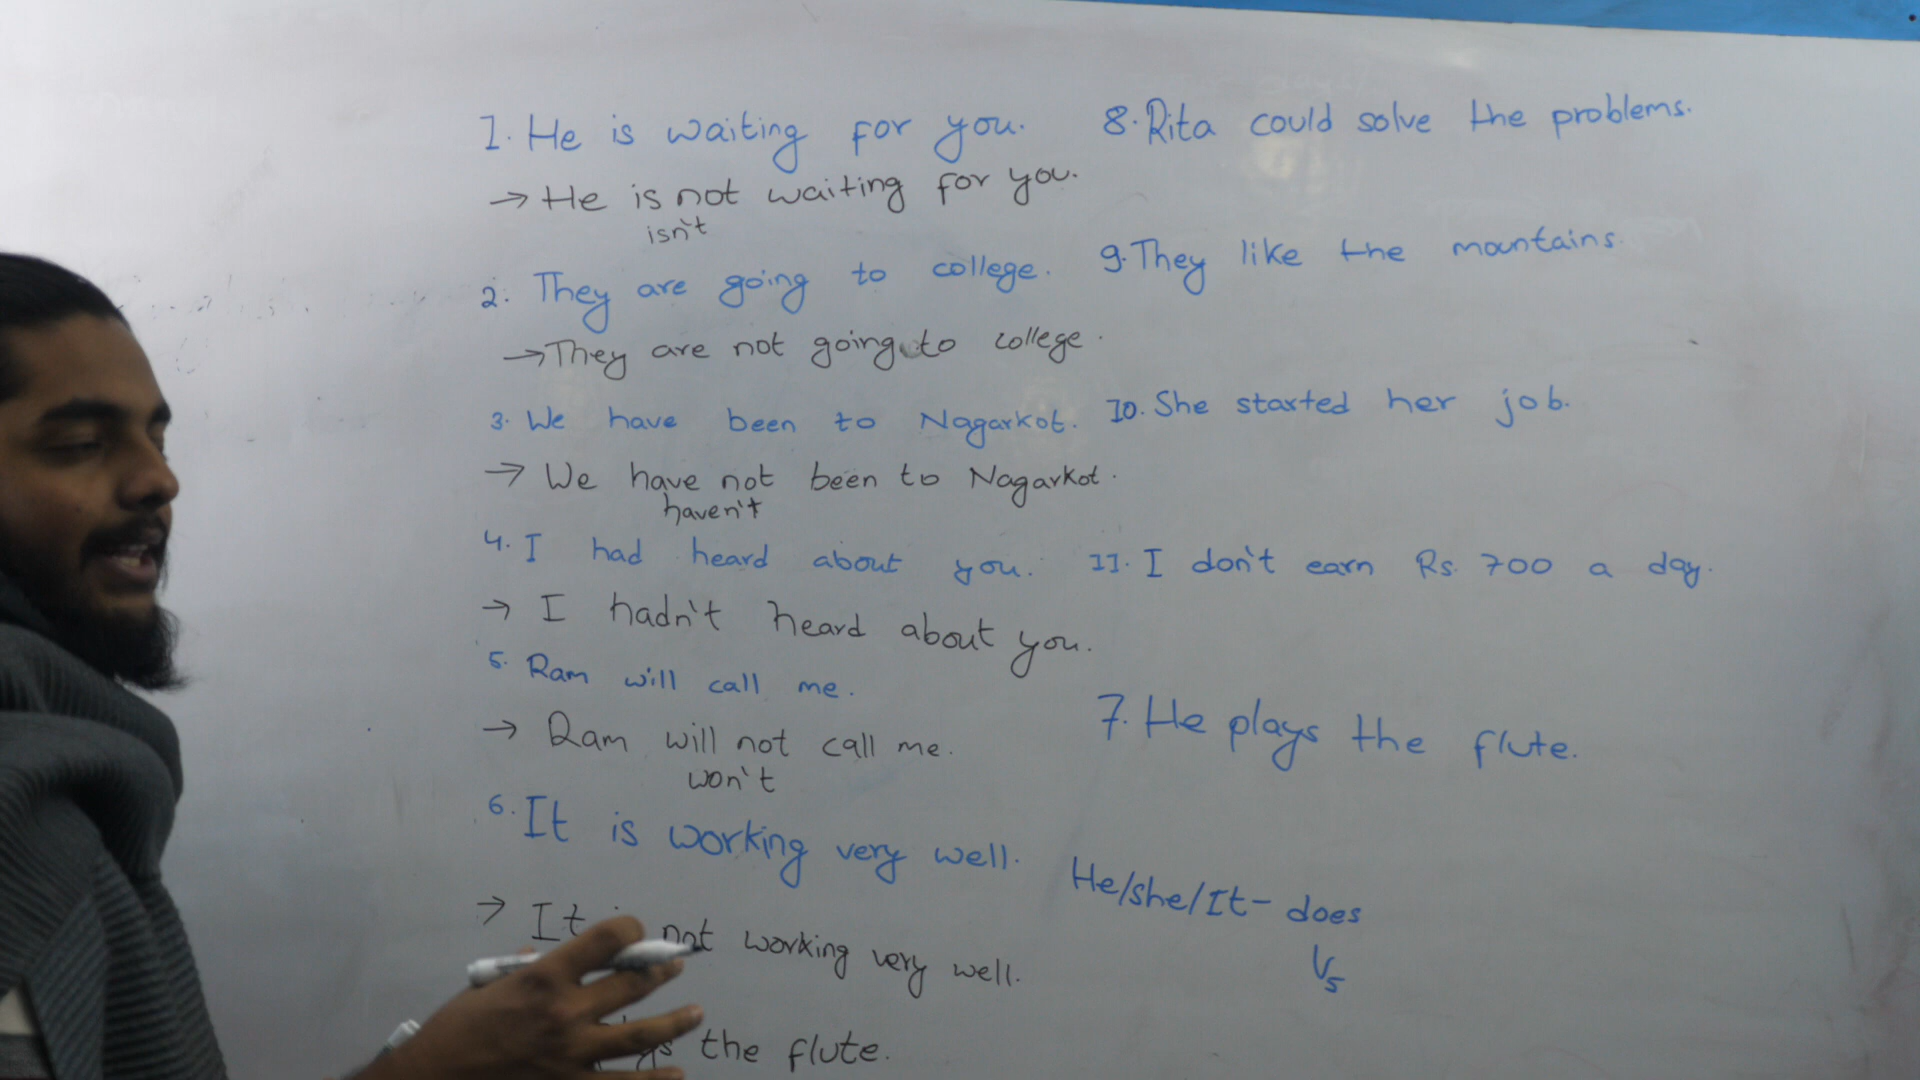 1. He is waiting for you.
→ He is not waiting for you.
isn't
2. They are going to college.
→ They are not going to college.
3. We have been to Nagarkot.
→ We have not been to Nagarkot.
haven't
4. I had heard about you.
→ I hadn't heard about you.
5. Ram will call me.
→ Ram will not call me.
won't
6. It is working very well.
→ It not working very well.
the flute.
8. Rita could solve the problems.
9. They like the mountains.
10. She started her job.
11. I don't earn Rs. 700 a day.
7. He plays the flute.
He/she/It - does
V5